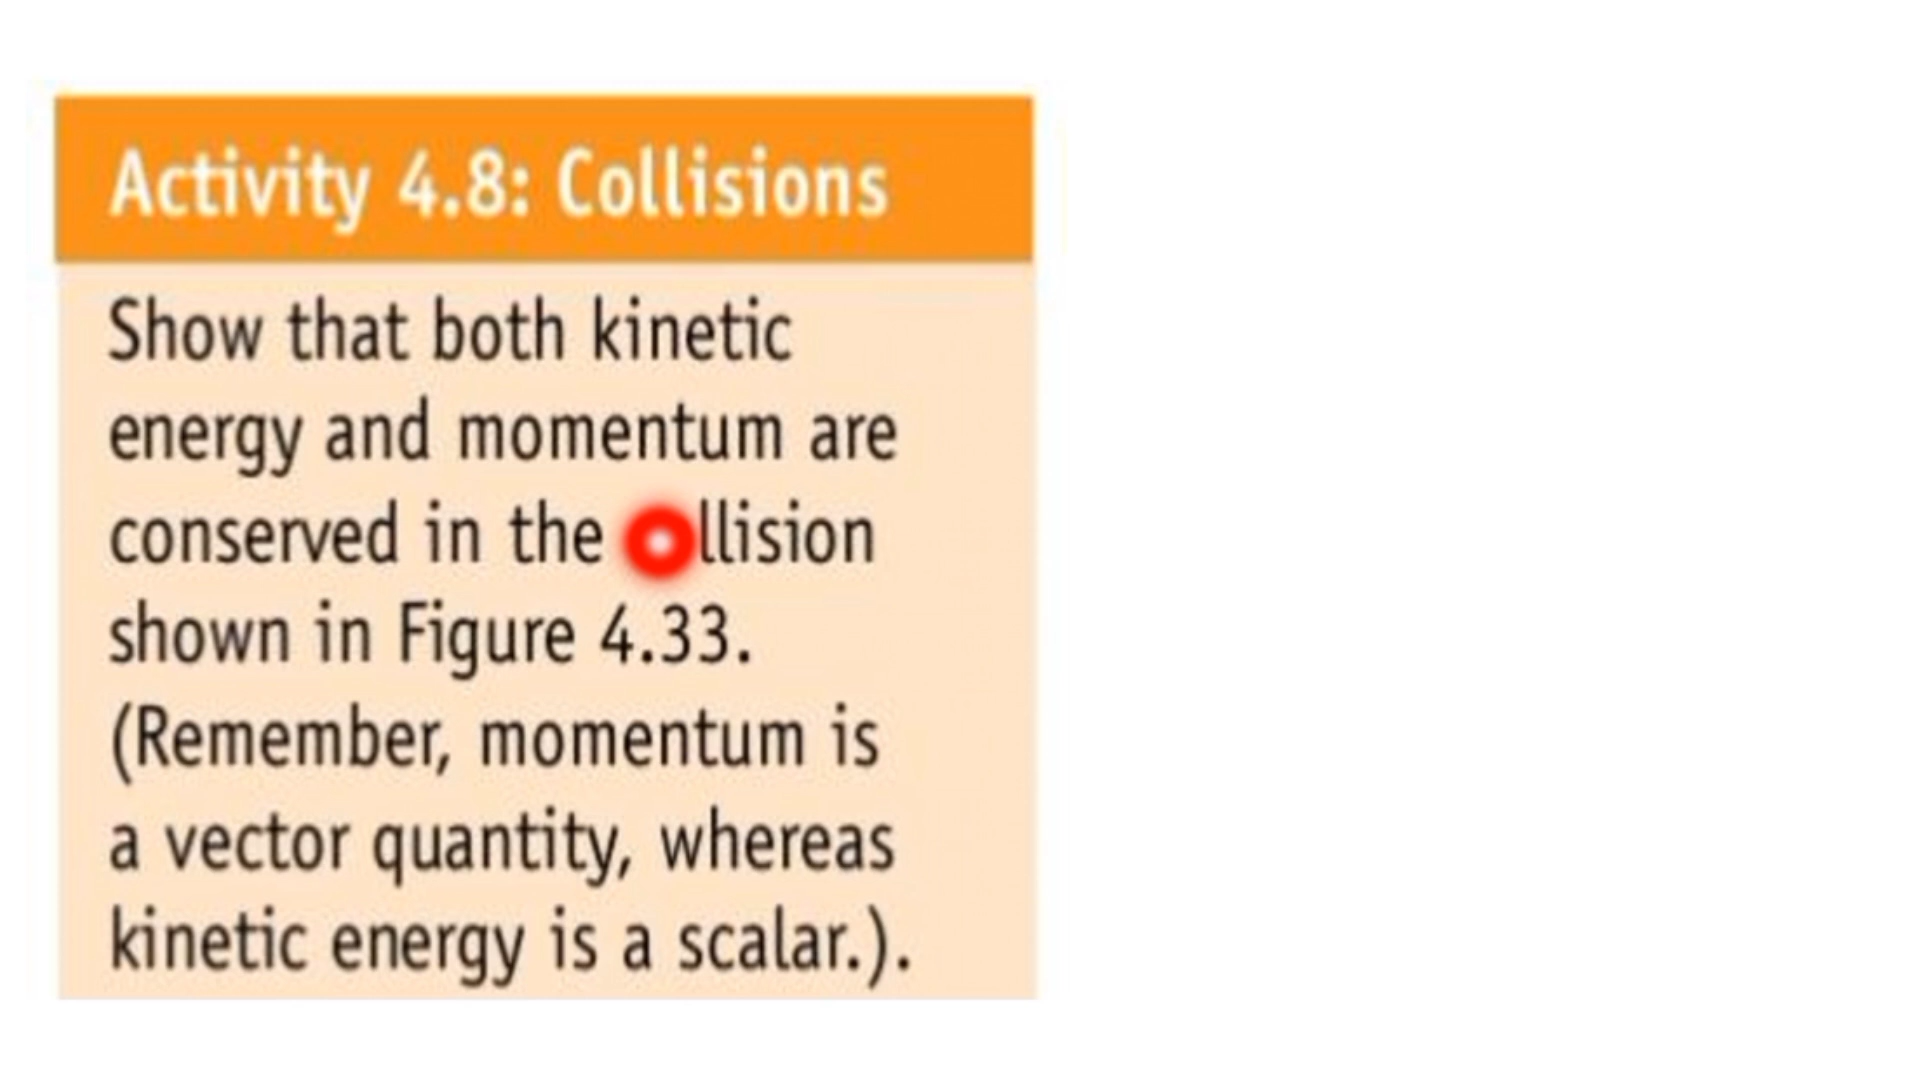 Activity 4.8: Collisions
Show that both kinetic
energy and momentum are
conserved in the llision
shown in Figure 4.33.
(Remember, momentum is
a vector quantity, whereas
kinetic energy is a scalar.).